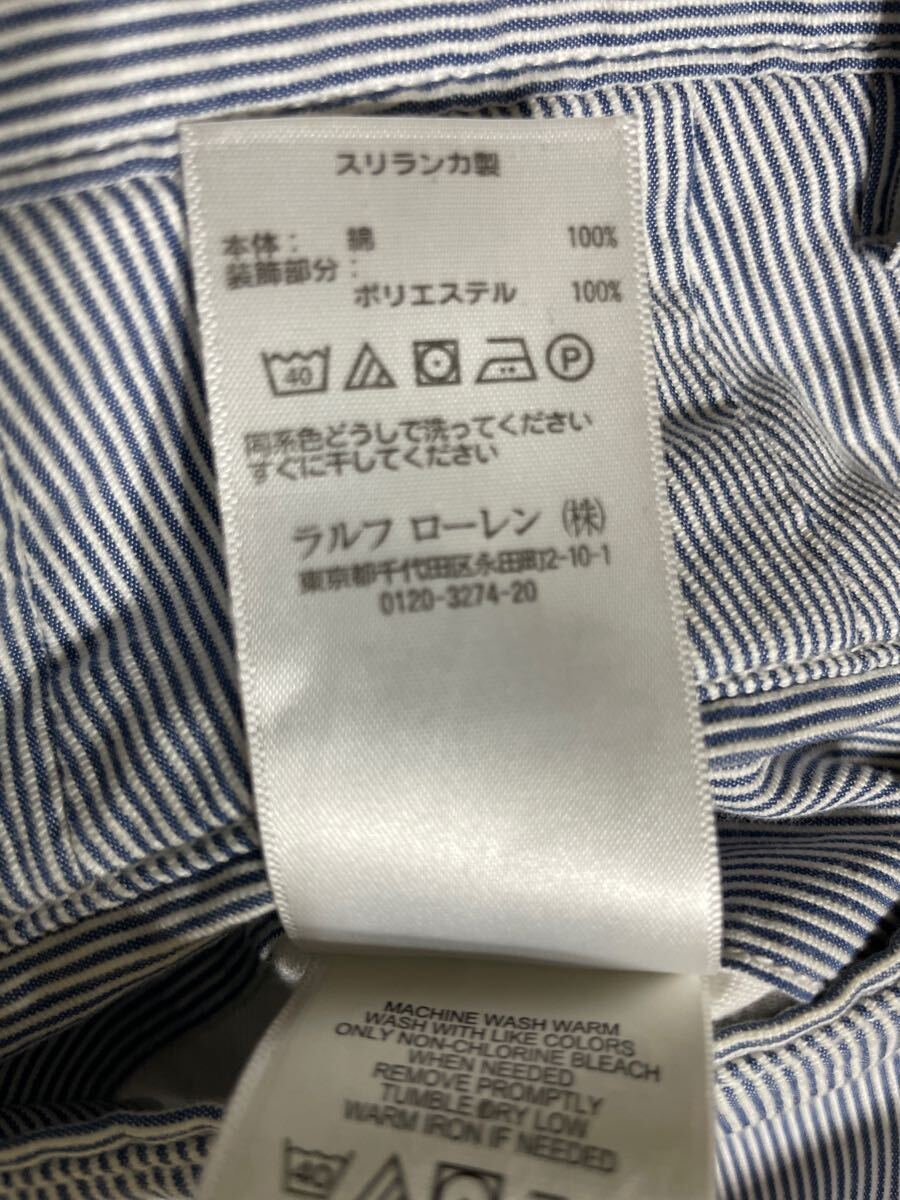 スリランカ製
本体： 綿 100%
装飾部分：
ポリエステル 100%
40 P
同系色どうしで洗ってください
すぐに干してください
ラルフ ローレン (株)
東京都千代田区永田町2-10-1
0120-3274-20
MACHINE WASH WARM
WASH WITH LIKE COLORS
ONLY NON-CHLORINE BLEACH
WHEN NEEDED
REMOVE PROMPTLY
TUMBLE DRY LOW
WARM IRON IF NEEDED
40